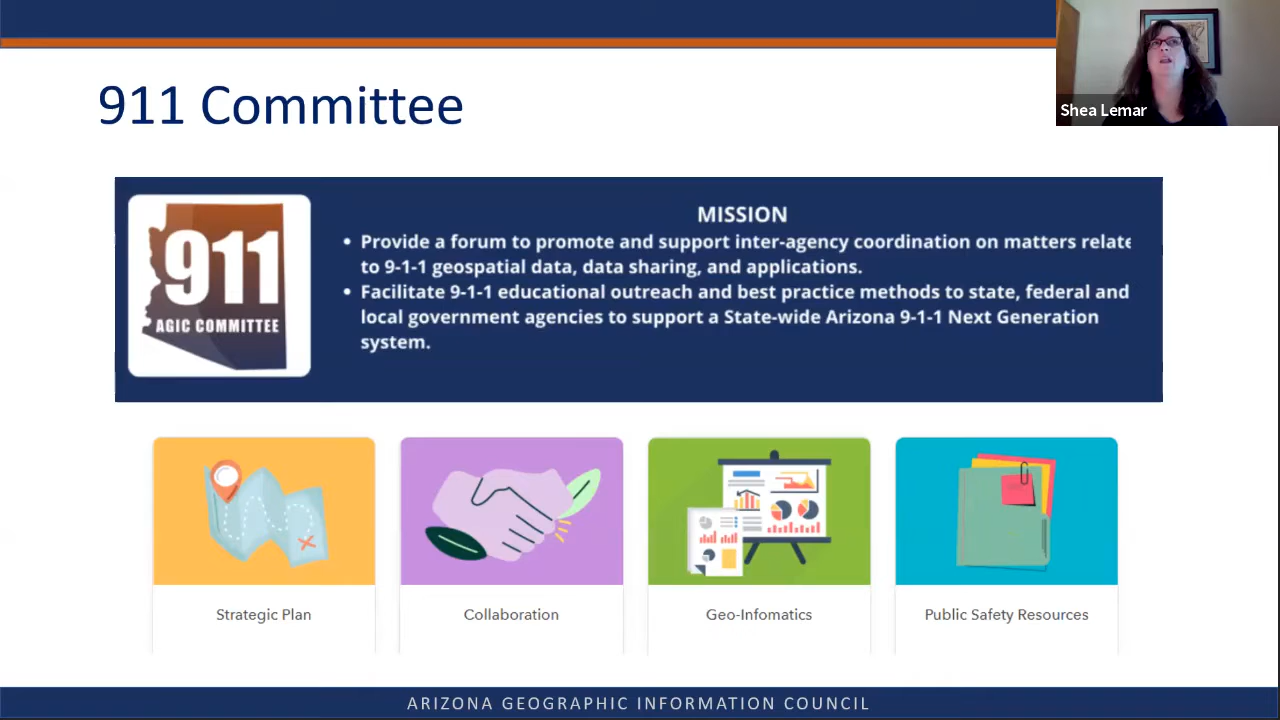 911 Committee
Shea Lemar
911
AGIC COMMITTEE
MISSION
• Provide a forum to promote and support inter-agency coordination on matters relate
to 9-1-1 geospatial data, data sharing, and applications.
• Facilitate 9-1-1 educational outreach and best practice methods to state, federal and
local government agencies to support a State-wide Arizona 9-1-1 Next Generation
system.
Strategic Plan
Collaboration
Geo-Infomatics
Public Safety Resources
ARIZONA GEOGRAPHIC INFORMATION COUNCIL